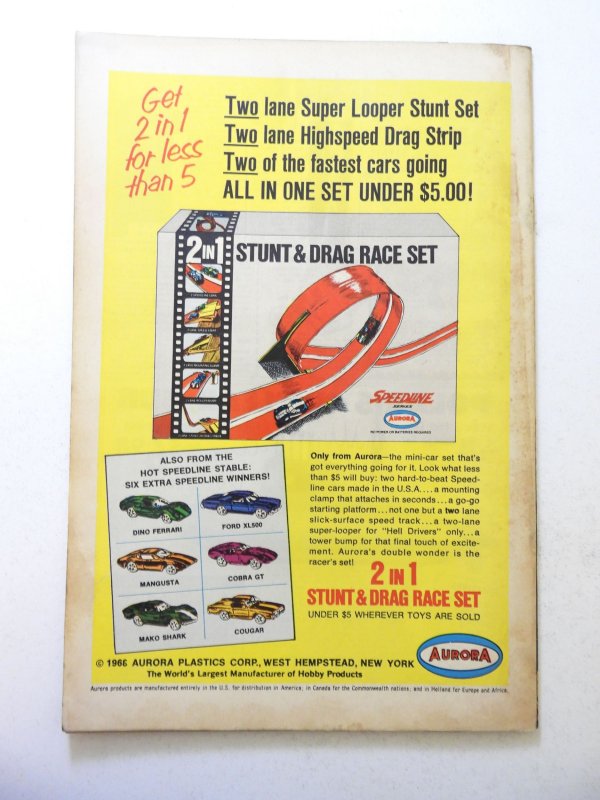 Get
2 in 1
for less
than 5
Two lane Super Looper Stunt Set
Two lane Highspeed Drag Strip
Two of the fastest cars going
ALL IN ONE SET UNDER $5.00!
2 IN 1
STUNT & DRAG RACE SET
SPEEDLINE
AURORA
NO POWER OR BATTERIES REQUIRED
ALSO FROM THE
HOT SPEEDLINE STABLE:
SIX EXTRA SPEEDLINE WINNERS!
DINO FERRARI
FORD XL500
MANGUSTA
COBRA GT
MAKO SHARK
COUGAR
Only from Aurora—the mini-car set that's
got everything going for it. Look what less
than $5 will buy: two hard-to-beat Speed-
line cars made in the U.S.A.... a mounting
clamp that attaches in seconds...a go-go
starting platform...not one but a two lane
slick-surface speed track...a two-lane
super-looper for "Hell Drivers" only...a
tower bump for that final touch of excite-
ment. Aurora's double wonder is the
racer's set!
2 IN 1
STUNT & DRAG RACE SET
UNDER $5 WHEREVER TOYS ARE SOLD
AURORA
© 1966 AURORA PLASTICS CORP., WEST HEMPSTEAD, NEW YORK
The World's Largest Manufacturer of Hobby Products
Aurora products are manufactured entirely in the U.S. for distribution in America; in Canada for the Commonwealth nations; and in Holland for Europe and Africa.